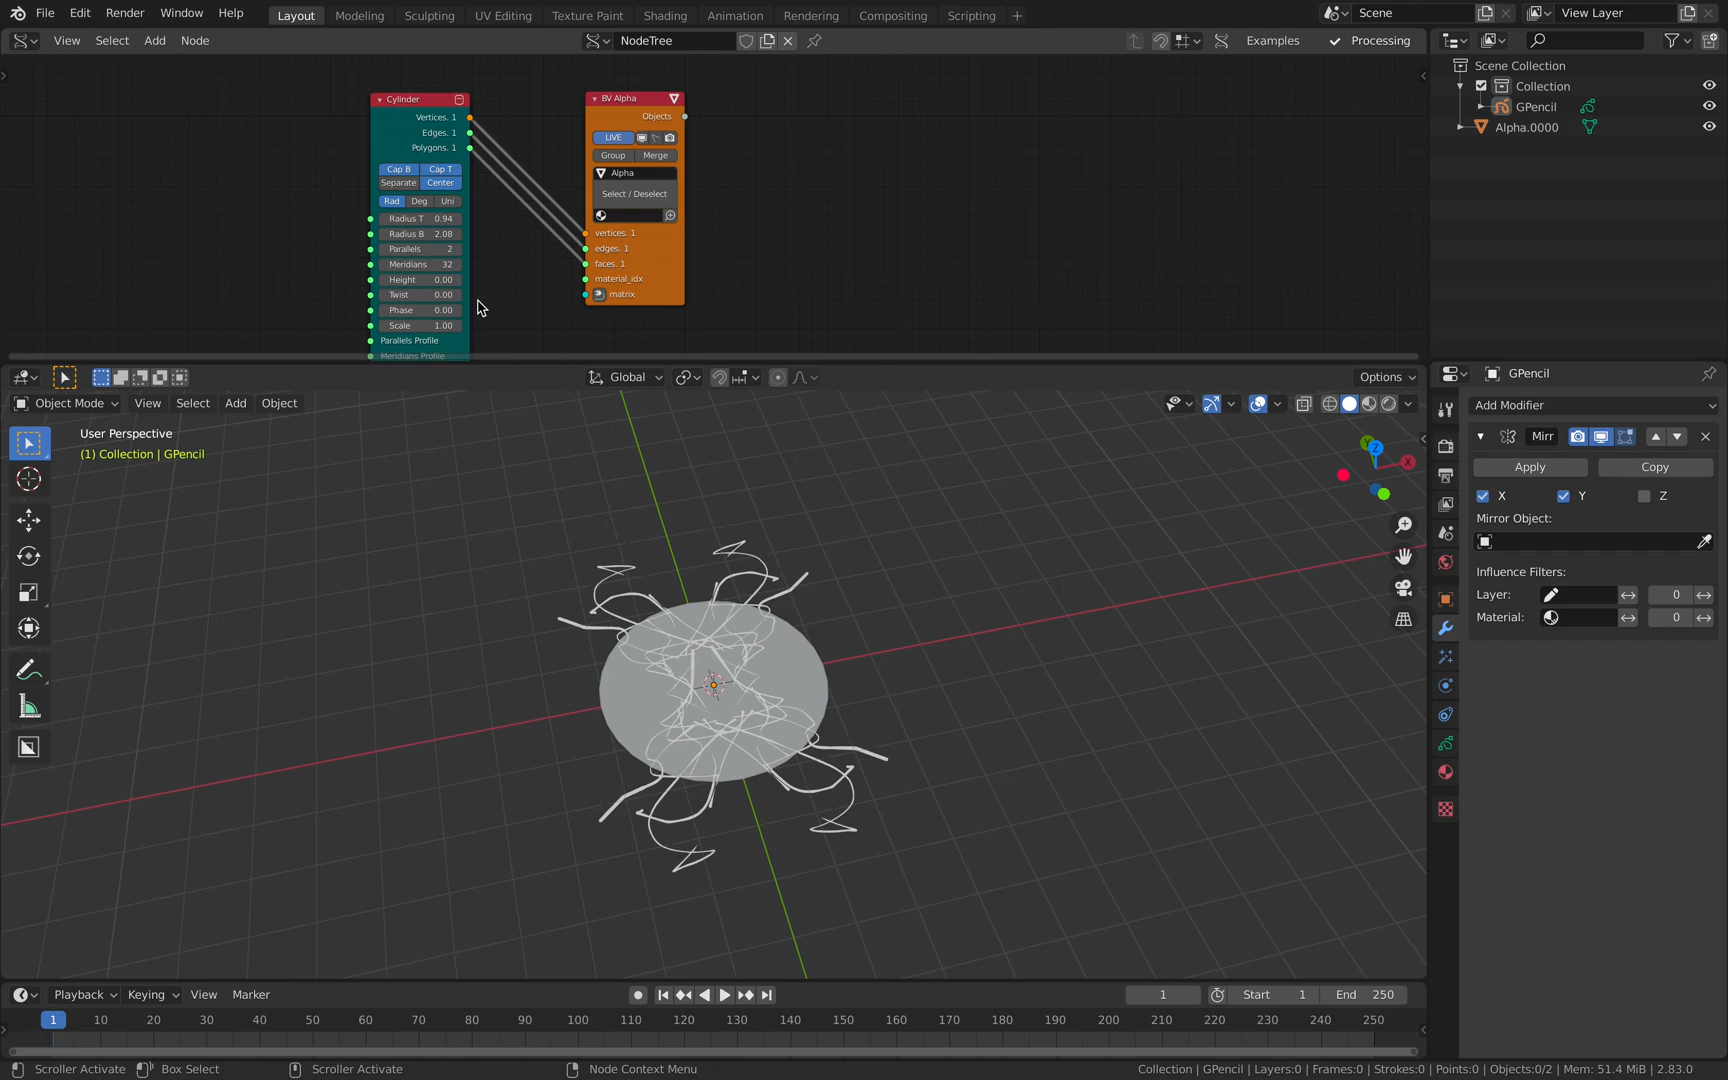 File Edit Render Window Help Layout Modeling Sculpting UV Editing Texture Paint Shading Animation Rendering Compositing Scripting + Scene View Layer
View Select Add Node NodeTree Examples Processing
Scene Collection
Collection
GPencil
Alpha.0000
Cylinder
Vertices. 1
Edges. 1
Polygons. 1
Cap B Cap T
Separate Center
Rad Deg Uni
Radius T 0.94
Radius B 2.08
Parallels 2
Meridians 32
Height 0.00
Twist 0.00
Phase 0.00
Scale 1.00
Parallels Profile
Meridians Profile
BV Alpha
Objects
LIVE
Group Merge
Alpha
Select / Deselect
vertices. 1
edges. 1
faces. 1
material_idx
matrix
Global Options
Object Mode View Select Add Object
User Perspective
(1) Collection | GPencil
Y Z X
GPencil
Add Modifier
Mirr
Apply Copy
X Y Z
Mirror Object:
Influence Filters:
Layer: 0
Material: 0
Playback Keying View Marker 1 Start 1 End 250
1 10 20 30 40 50 60 70 80 90 100 110 120 130 140 150 160 170 180 190 200 210 220 230 240 250
Scroller Activate Box Select Scroller Activate Node Context Menu Collection | GPencil | Layers:0 | Frames:0 | Strokes:0 | Points:0 | Objects:0/2 | Mem: 51.4 MiB | 2.83.0